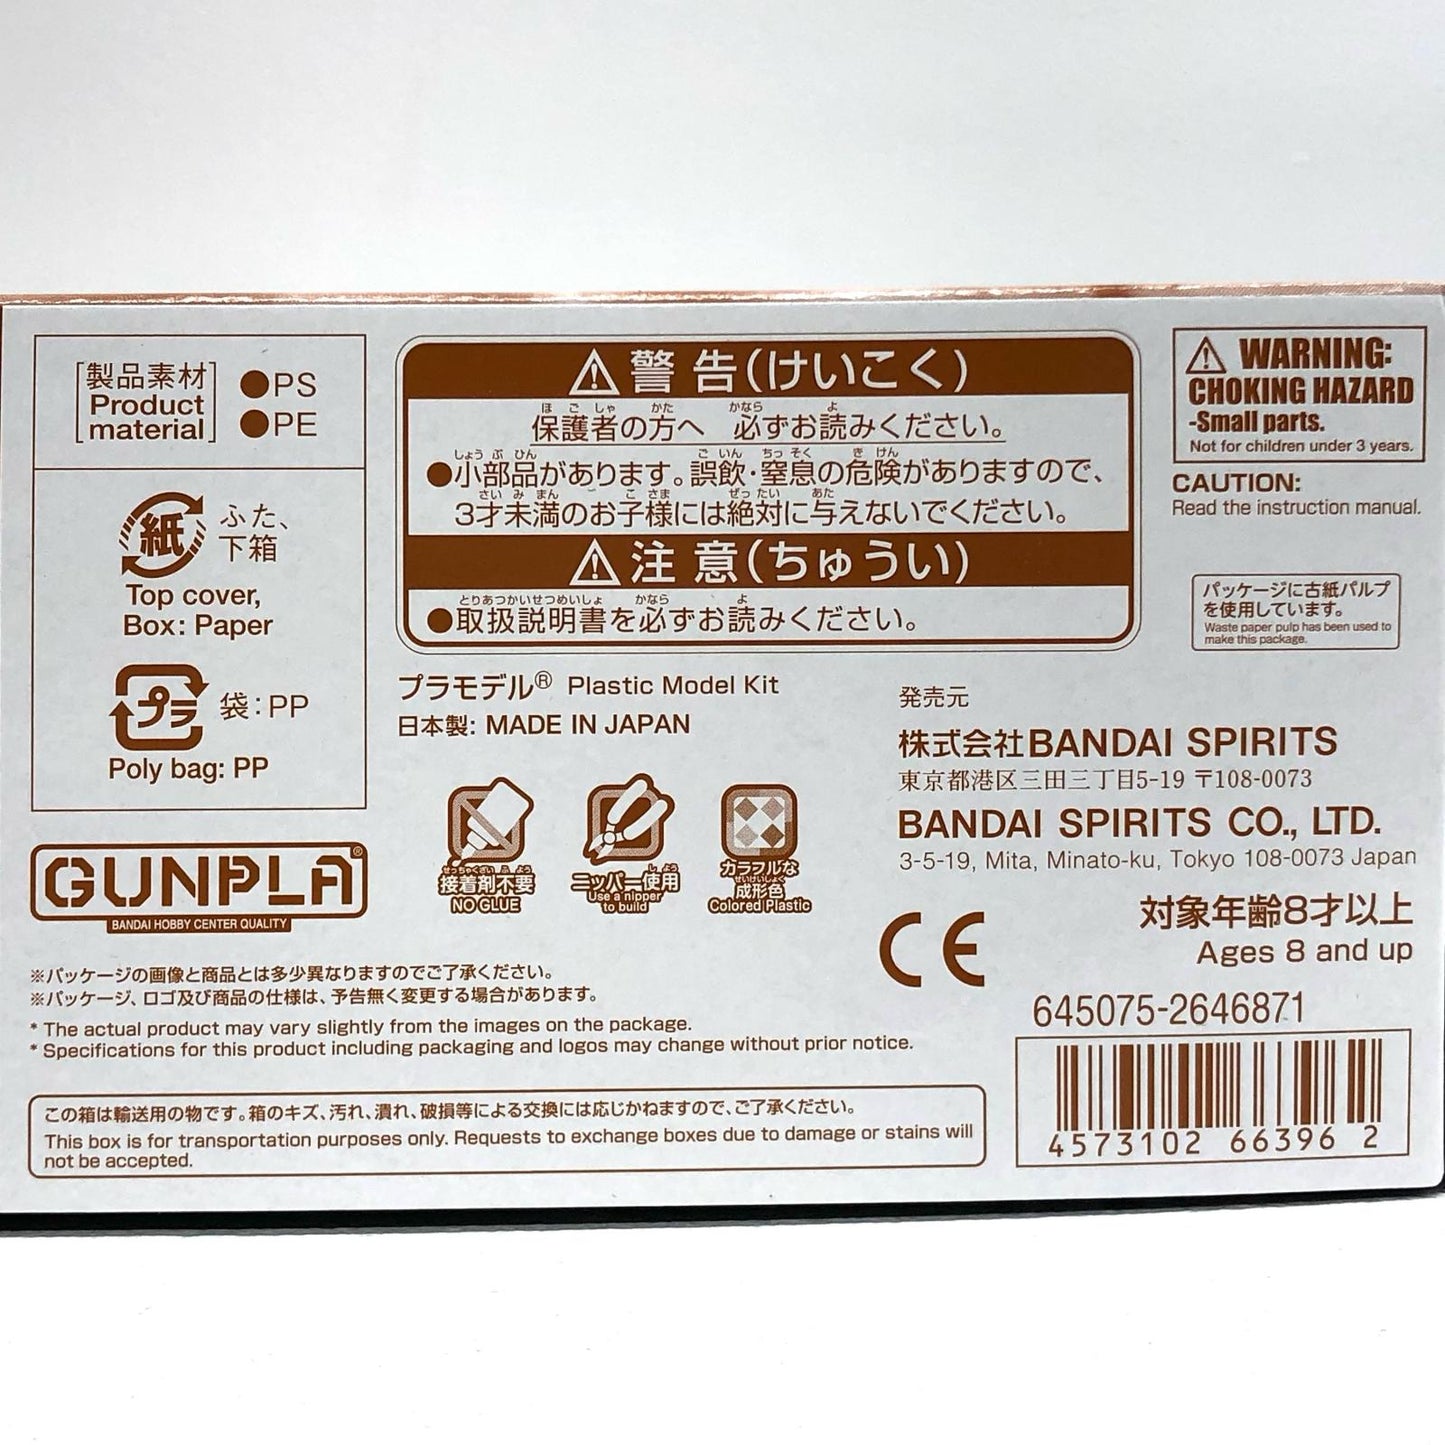 [製品素材]
Product
material
●PS
●PE
紙
ふた、
下箱
Top cover,
Box: Paper
プラ
袋:PP
Poly bag: PP
GUNPLA®
BANDAI HOBBY CENTER QUALITY
⚠警告(けいこく)
ほごしゃ かた かなら よ
保護者の方へ 必ずお読みください。
しょうぶひん ごいん ちっそく きけん
●小部品があります。誤飲・窒息の危険がありますので、
さいみまん こさま ぜったい あた
3才未満のお子様には絶対に与えないでください。
⚠注意(ちゅうい)
とりあつかいせつめいしょ かなら よ
●取扱説明書を必ずお読みください。
プラモデル® Plastic Model Kit
日本製: MADE IN JAPAN
せっちゃくざい ふよう
接着剤不要
NO GLUE
しよう
ニッパー使用
Use a nipper
to build
カラフルな
せいけいしょく
成形色
Colored Plastic
⚠WARNING:
CHOKING HAZARD
-Small parts.
Not for children under 3 years.
CAUTION:
Read the instruction manual.
パッケージに古紙パルプ
を使用しています。
Waste paper pulp has been used to
make this package.
発売元
株式会社BANDAI SPIRITS
東京都港区三田三丁目5-19 〒108-0073
BANDAI SPIRITS CO., LTD.
3-5-19, Mita, Minato-ku, Tokyo 108-0073 Japan
CE
対象年齢8才以上
Ages 8 and up
※パッケージの画像と商品とは多少異なりますのでご了承ください。
※パッケージ、ロゴ及び商品の仕様は、予告無く変更する場合があります。
* The actual product may vary slightly from the images on the package.
* Specifications for this product including packaging and logos may change without prior notice.
この箱は輸送用の物です。箱のキズ、汚れ、潰れ、破損等による交換には応じかねますので、ご了承ください。
This box is for transportation purposes only. Requests to exchange boxes due to damage or stains will
not be accepted.
645075-2646871
4573102 66396 2